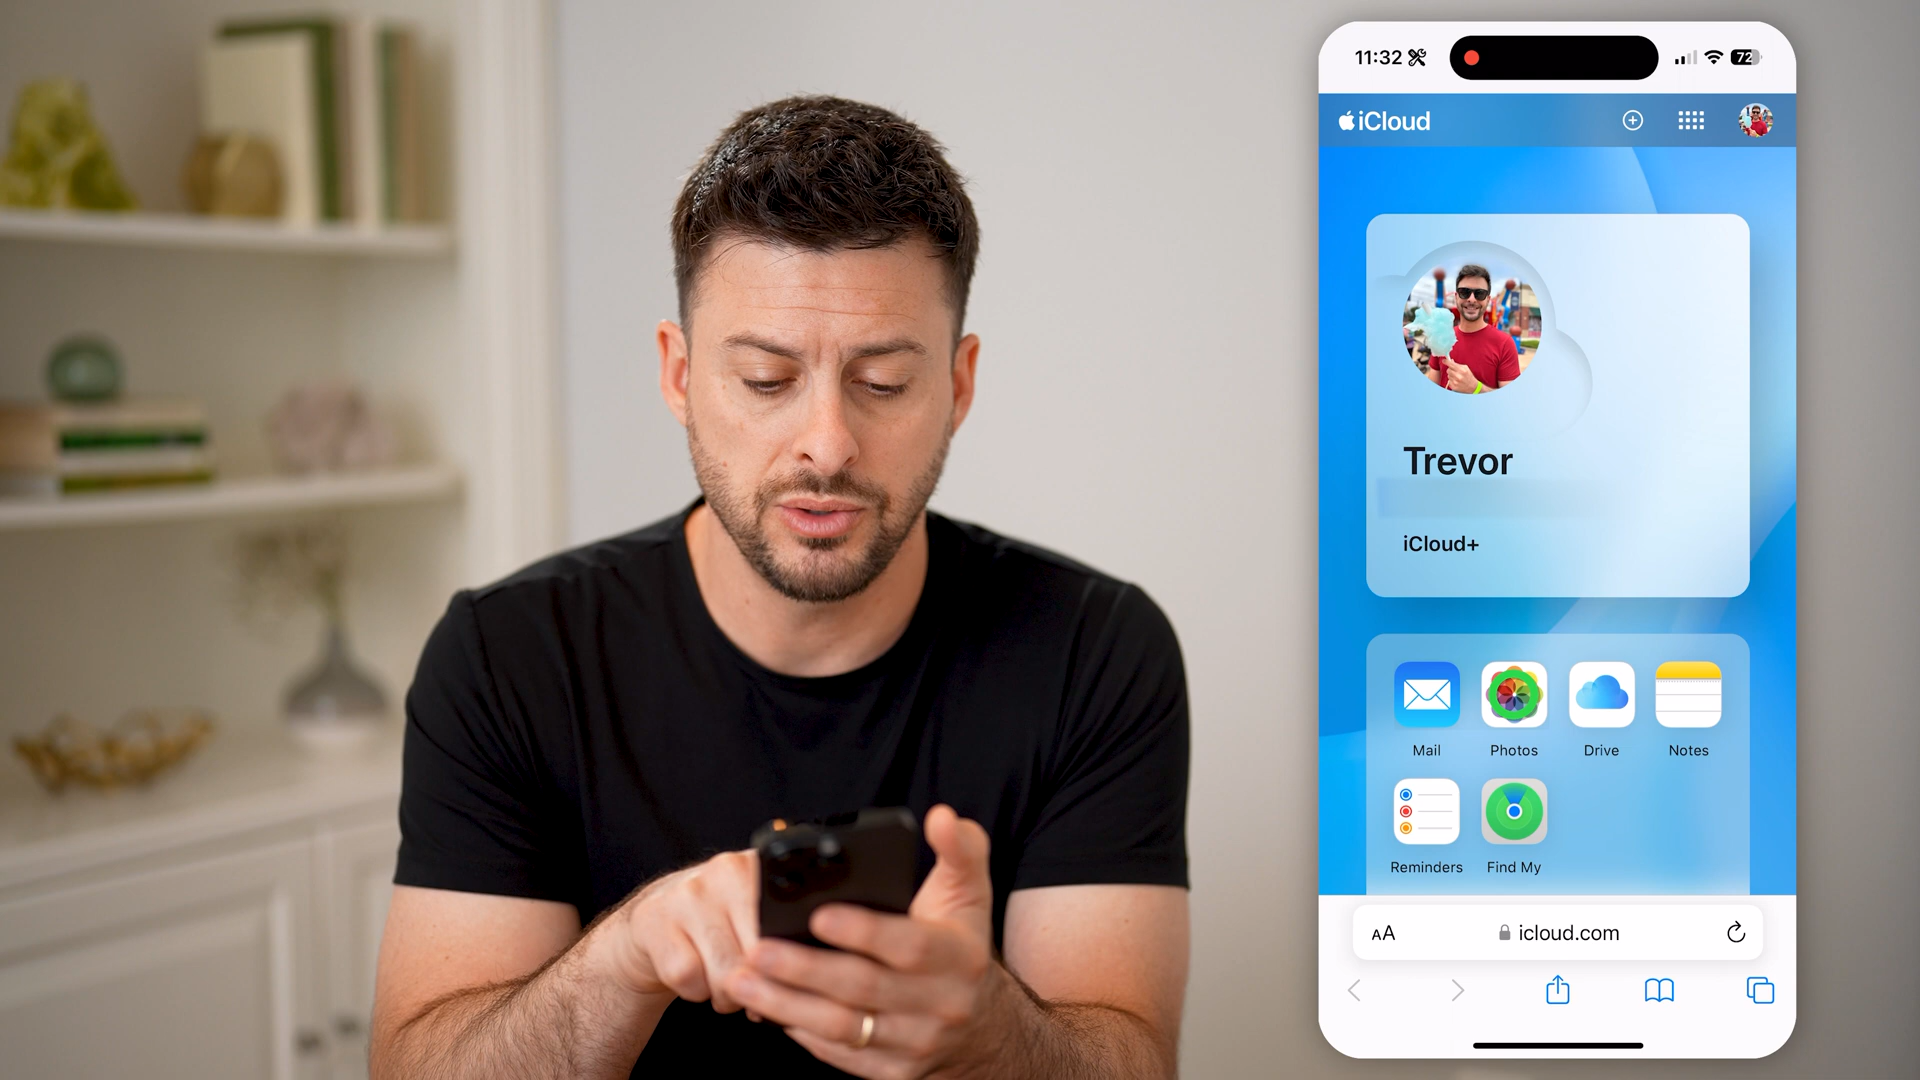 11:32
72
iCloud
Trevor
iCloud+
Mail
Photos
Drive
Notes
Reminders
Find My
AA
icloud.com